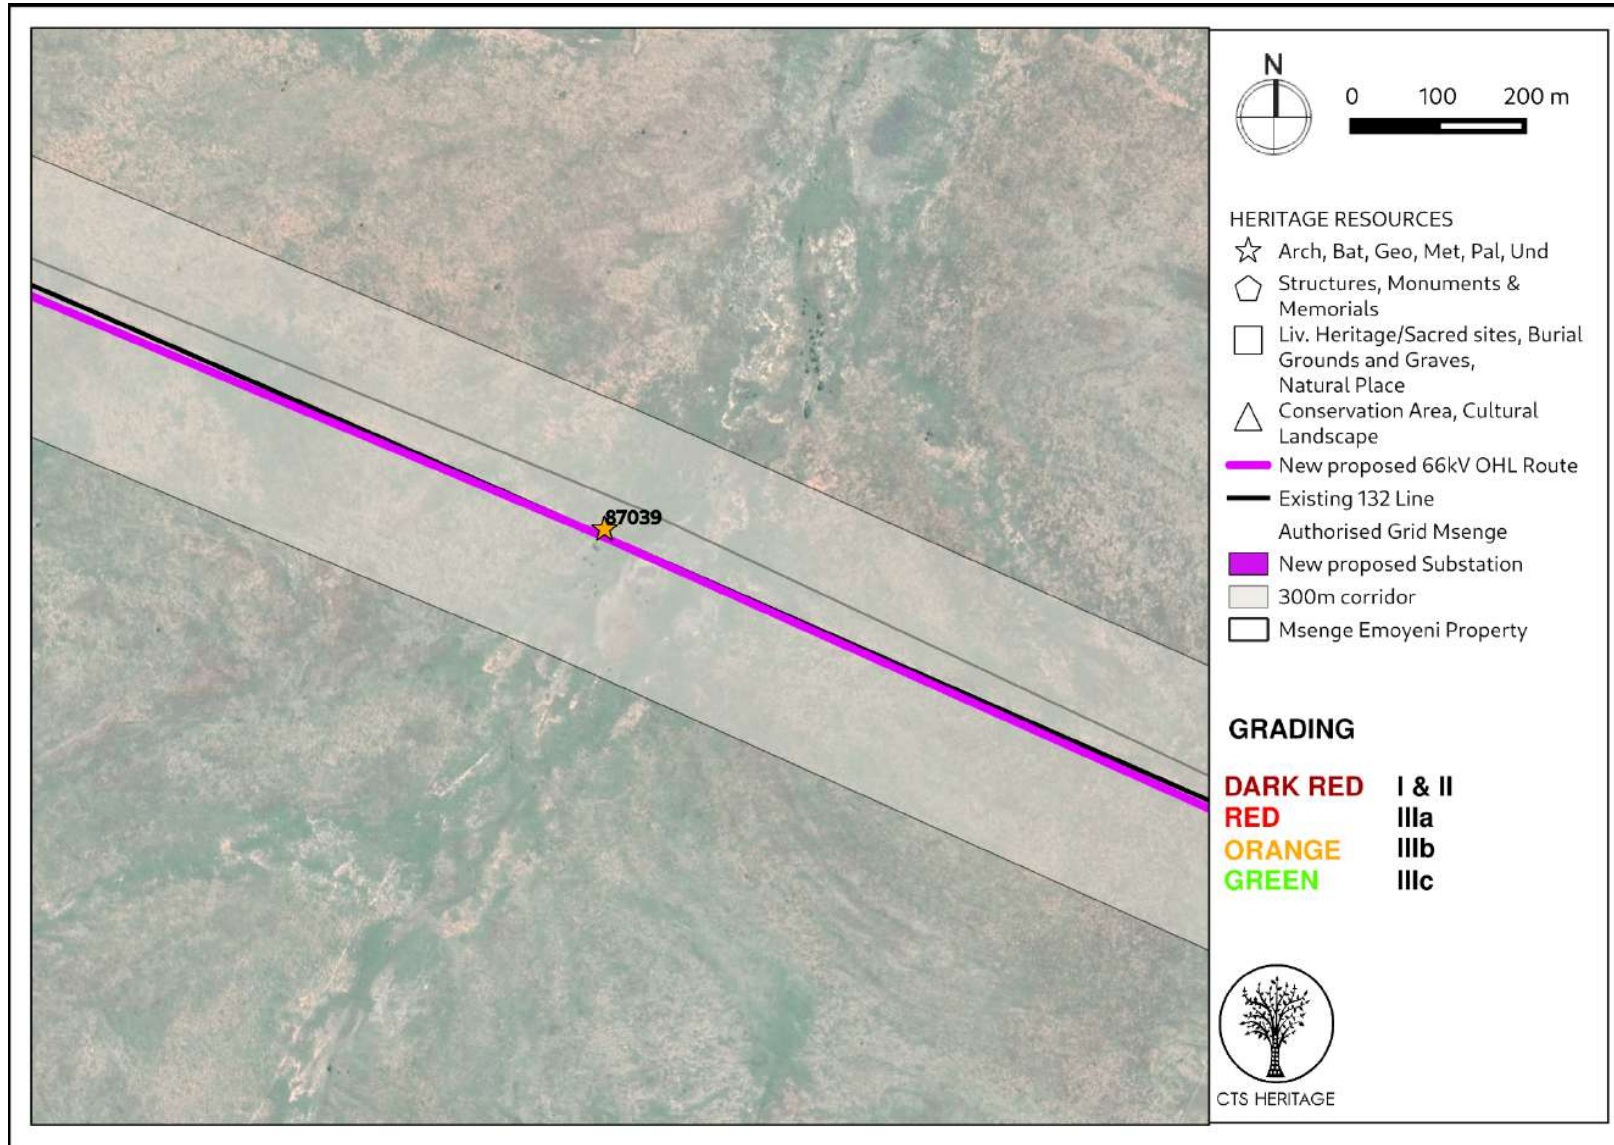 87039
N
0 100 200 m
HERITAGE RESOURCES
Arch, Bat, Geo, Met, Pal, Und
Structures, Monuments &
Memorials
Liv. Heritage/Sacred sites, Burial
Grounds and Graves,
Natural Place
Conservation Area, Cultural
Landscape
New proposed 66kV OHL Route
Existing 132 Line
Authorised Grid Msenge
New proposed Substation
300m corridor
Msenge Emoyeni Property
GRADING
DARK RED I & II
RED IIIa
ORANGE IIIb
GREEN IIIc
CTS HERITAGE